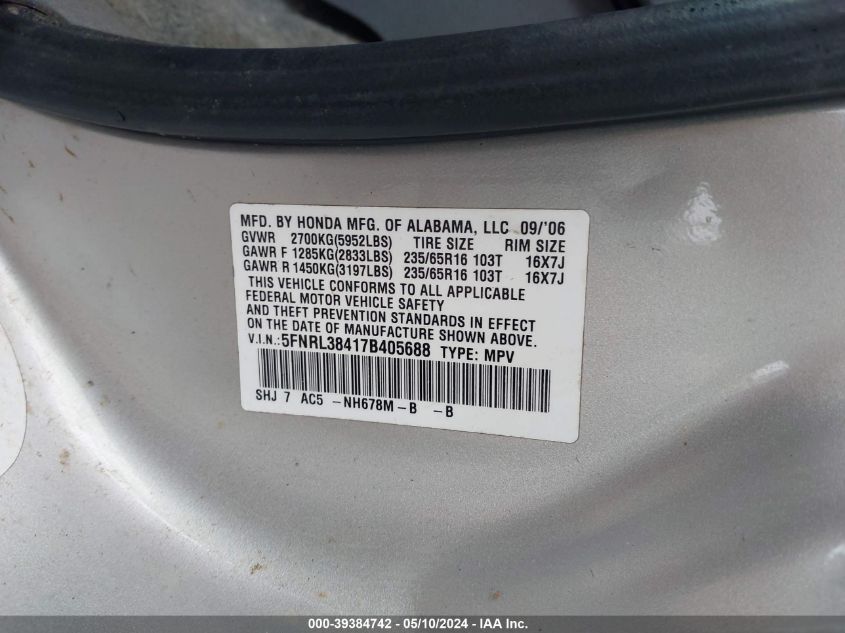 MFD. BY HONDA MFG. OF ALABAMA, LLC 09/'06
GVWR 2700KG(5952LBS) TIRE SIZE RIM SIZE
GAWR F 1285KG(2833LBS) 235/65R16 103T 16X7J
GAWR R 1450KG(3197LBS) 235/65R16 103T 16X7J
THIS VEHICLE CONFORMS TO ALL APPLICABLE
FEDERAL MOTOR VEHICLE SAFETY
AND THEFT PREVENTION STANDARDS IN EFFECT
ON THE DATE OF MANUFACTURE SHOWN ABOVE.
V.I.N.:5FNRL38417B405688 TYPE: MPV
SHJ 7 AC5 -NH678M-B -B
000-39384742 - 05/10/2024 - © IAA, Inc.